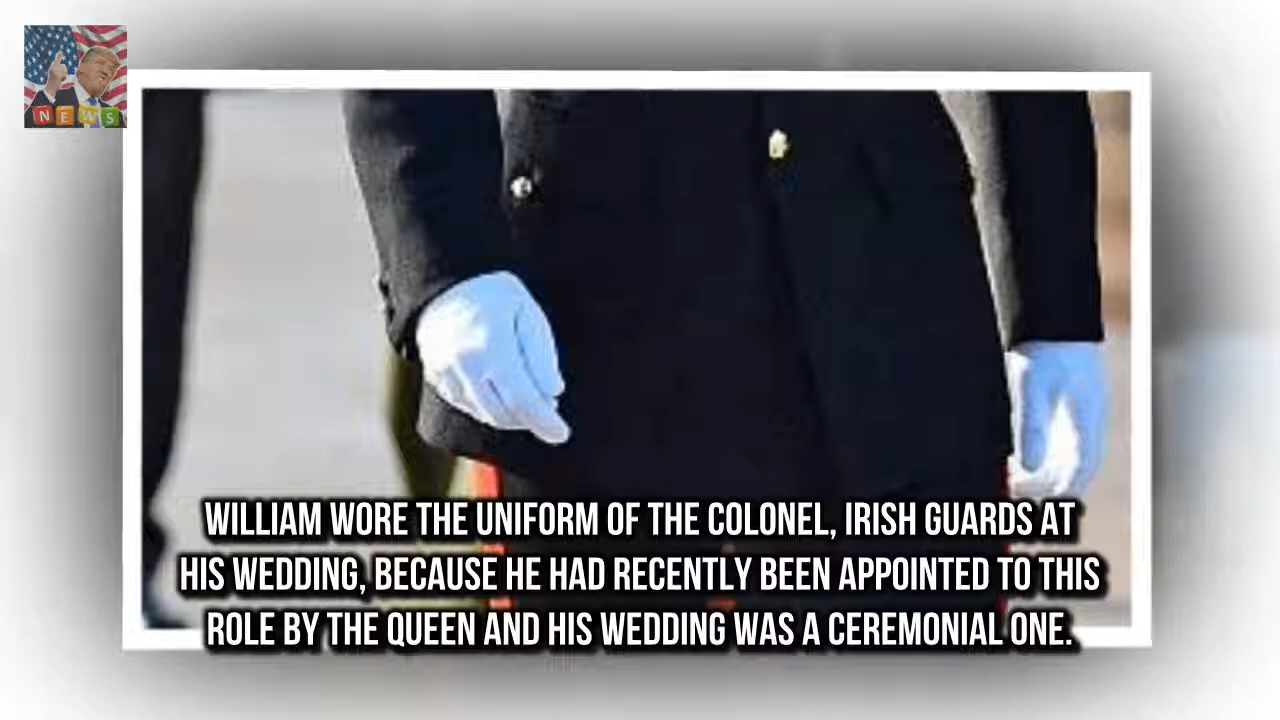 NEWS
WILLIAM WORE THE UNIFORM OF THE COLONEL, IRISH GUARDS AT
HIS WEDDING, BECAUSE HE HAD RECENTLY BEEN APPOINTED TO THIS
ROLE BY THE QUEEN AND HIS WEDDING WAS A CEREMONIAL ONE.